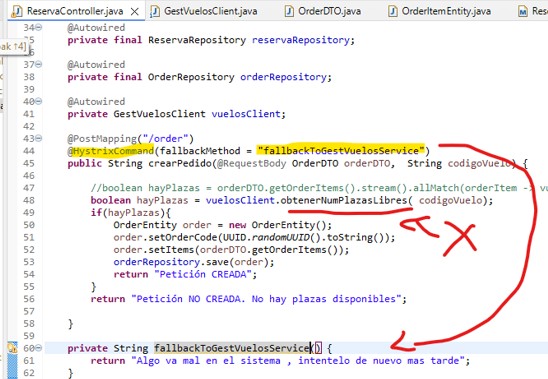 ReservaController.java GestVuelosClient.java OrderDTO.java OrderItemEntity.java Res
34 @Autowired
35 private final ReservaRepository reservaRepository;
36
37 @Autowired
38 private final OrderRepository orderRepository;
39
40 @Autowired
41 private GestVuelosClient vuelosClient;
42
43 @PostMapping("/order")
44 @HystrixCommand(fallbackMethod = "fallbackToGestVuelosService")
45 public String crearPedido(@RequestBody OrderDTO orderDTO, String codigoVuelo) {
46
47 //boolean hayPlazas = orderDTO.getOrderItems().stream().allMatch(orderItem -> vu
48 boolean hayPlazas = vuelosClient.obtenerNumPlazasLibres( codigoVuelo);
49 if(hayPlazas){
50 OrderEntity order = new OrderEntity();
51 order.setOrderCode(UUID.randomUUID().toString());
52 order.setItems(orderDTO.getOrderItems());
53 orderRepository.save(order);
54 return "Petición CREADA";
55 }
56 return "Petición NO CREADA. No hay plazas disponibles";
57
58 }
59
60 private String fallbackToGestVuelosService() {
61 return "Algo va mal en el sistema , intentelo de nuevo mas tarde";
62 }
oak ↑4]
X